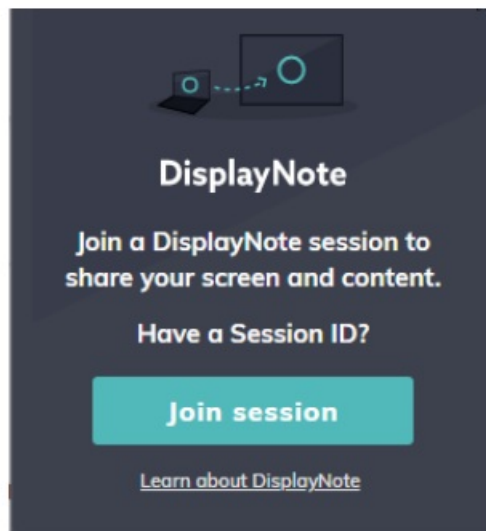 DisplayNote
Join a DisplayNote session to
share your screen and content.
Have a Session ID?
Join session
Learn about DisplayNote